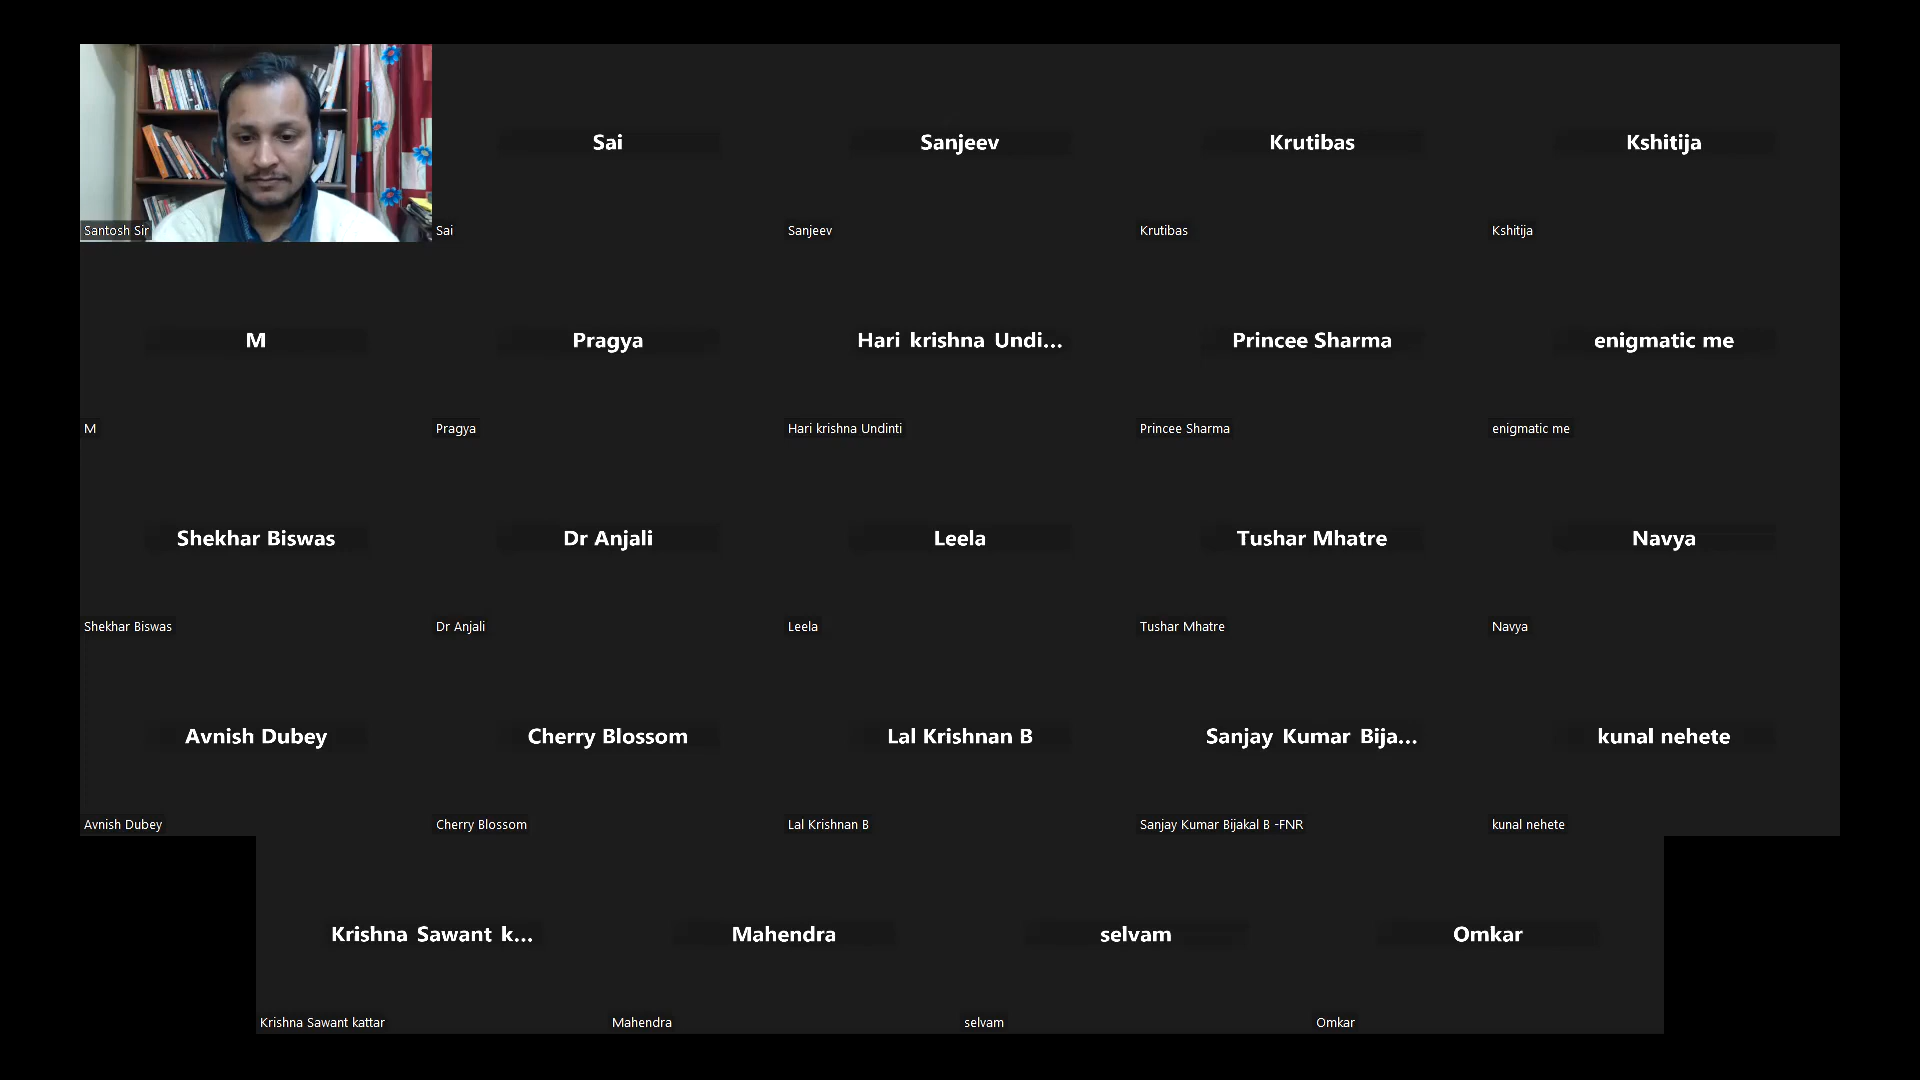 Santosh Sir
Sai
Sai
Sanjeev
Sanjeev
Krutibas
Krutibas
Kshitija
Kshitija
M
M
Pragya
Pragya
Hari krishna Undi...
Hari krishna Undinti
Princee Sharma
Princee Sharma
enigmatic me
enigmatic me
Shekhar Biswas
Shekhar Biswas
Dr Anjali
Dr Anjali
Leela
Leela
Tushar Mhatre
Tushar Mhatre
Navya
Navya
Avnish Dubey
Avnish Dubey
Cherry Blossom
Cherry Blossom
Lal Krishnan B
Lal Krishnan B
Sanjay Kumar Bija...
Sanjay Kumar Bijakal B -FNR
kunal nehete
kunal nehete
Krishna Sawant k...
Krishna Sawant kattar
Mahendra
Mahendra
selvam
selvam
Omkar
Omkar